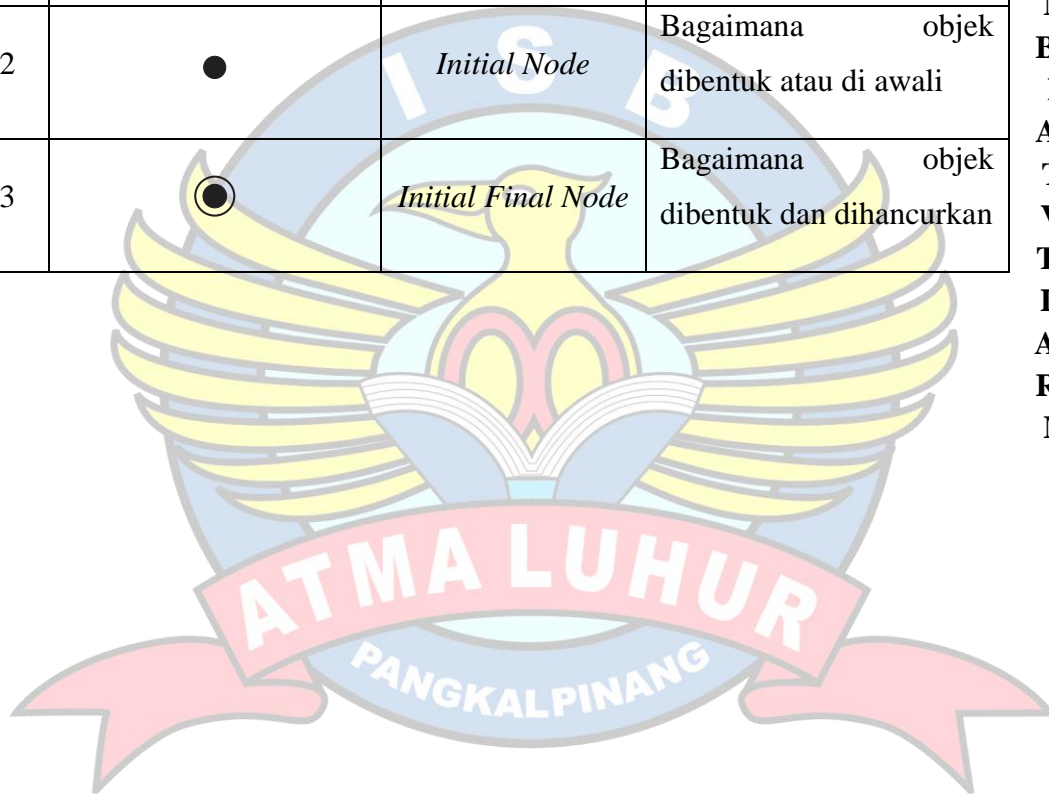 2
Initial Node
Bagaimana objek
dibentuk atau di awali
3
Initial Final Node
Bagaimana objek
dibentuk dan dihancurkan
B
A
V
T
A
R
I S B
ATMA LUHUR
PANGKALPINANG